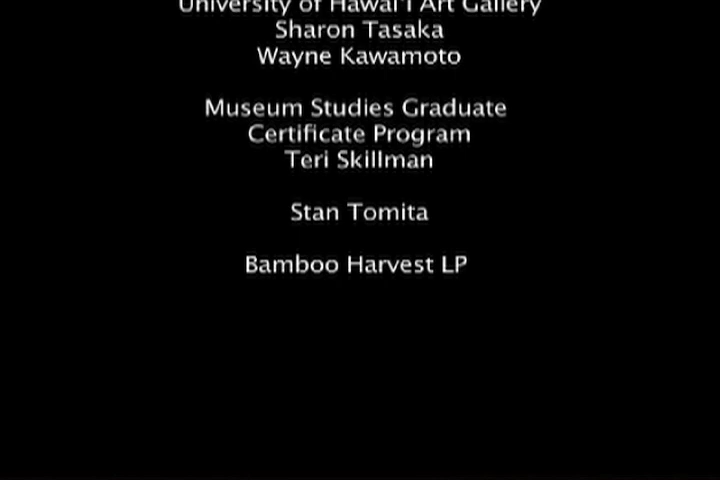 University of Hawai'i Art Gallery
Sharon Tasaka
Wayne Kawamoto
Museum Studies Graduate
Certificate Program
Teri Skillman
Stan Tomita
Bamboo Harvest LP